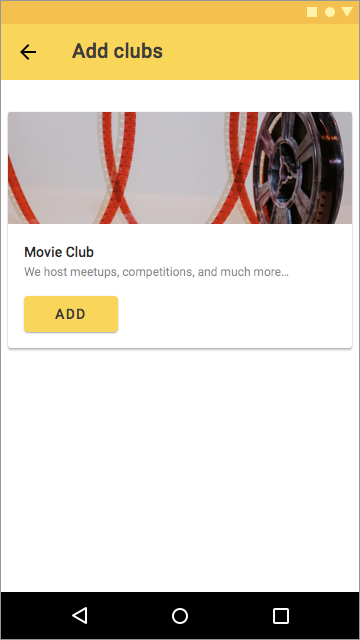 Add clubs
Movie Club
We host meetups, competitions, and much more...
ADD